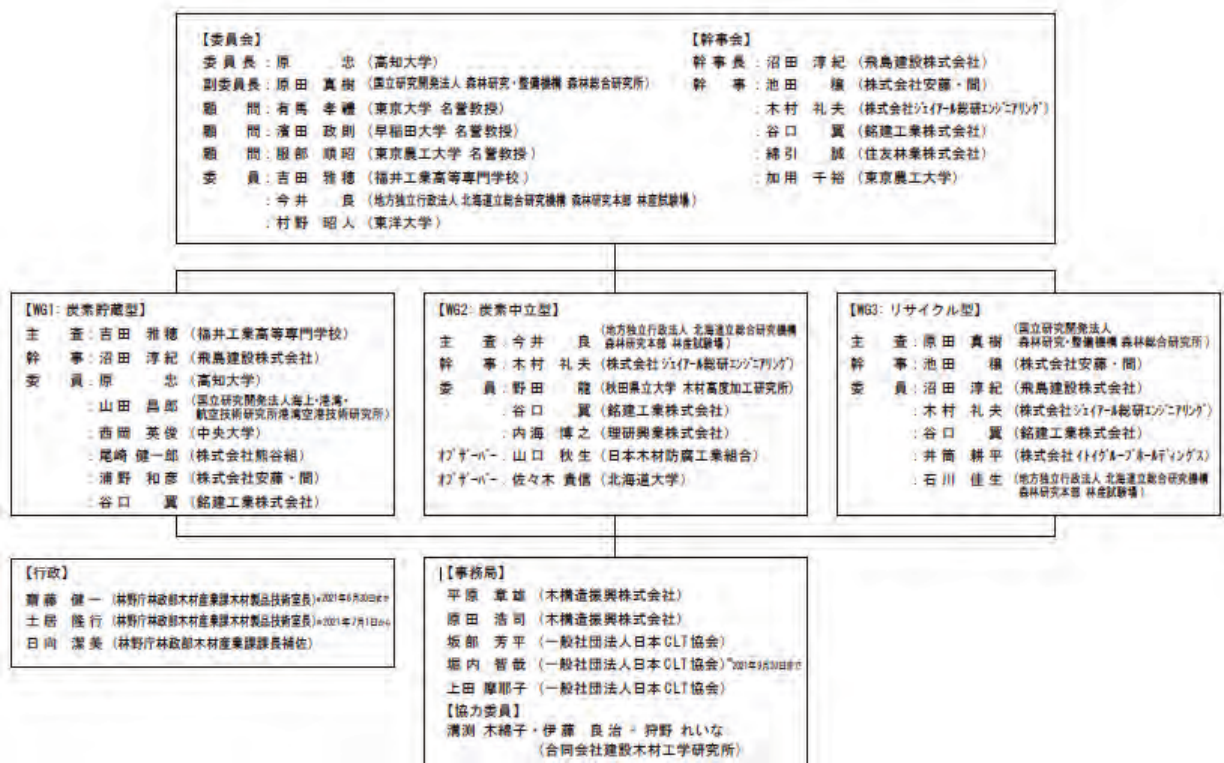 【委員会】
委員長:原 忠(高知大学)
副委員長:原田 真樹(国立研究開発法人 森林研究・整備機構 森林総合研究所)
顧 問:有馬 孝禮(東京大学 名誉教授)
顧 問:濱田 政則(早稲田大学 名誉教授)
顧 問:服部 順昭(東京農工大学 名誉教授)
委 員:吉田 雅穂(福井工業高等専門学校)
:今井 良(地方独立行政法人 北海道立総合研究機構 森林研究本部 林産試験場)
:村野 昭人(東洋大学)
【幹事会】
幹事長:沼田 淳紀(飛島建設株式会社)
幹 事:池田 穣(株式会社安藤・間)
:木村 礼夫(株式会社ジェイアール総研エンジニアリング)
:谷口 翼(銘建工業株式会社)
:綿引 誠(住友林業株式会社)
:加用 千裕(東京農工大学)
【WG1:炭素貯蔵型】
主 査:吉田 雅穂(福井工業高等専門学校)
幹 事:沼田 淳紀(飛島建設株式会社)
委 員:原 忠(高知大学)
:山田 昌郎(国立研究開発法人海上・港湾・
航空技術研究所港湾空港技術研究所)
:西岡 英俊(中央大学)
:尾崎 健一郎(株式会社熊谷組)
:浦野 和彦(株式会社安藤・間)
:谷口 翼(銘建工業株式会社)
【WG2:炭素中立型】
主 査:今井 良(地方独立行政法人 北海道立総合研究機構
森林研究本部 林産試験場)
幹 事:木村 礼夫(株式会社ジェイアール総研エンジニアリング)
委 員:野田 龍(秋田県立大学 木材高度加工研究所)
:谷口 翼(銘建工業株式会社)
:内海 博之(理研興業株式会社)
オブザーバー:山口 秋生(日本木材防腐工業組合)
オブザーバー:佐々木 貴信(北海道大学)
【WG3:リサイクル型】
主 査:原田 真樹(国立研究開発法人
森林研究・整備機構 森林総合研究所)
幹 事:池田 穣(株式会社安藤・間)
委 員:沼田 淳紀(飛島建設株式会社)
:木村 礼夫(株式会社ジェイアール総研エンジニアリング)
:谷口 翼(銘建工業株式会社)
:井筒 耕平(株式会社イトイグループホールディングス)
:石川 佳生(地方独立行政法人 北海道立総合研究機構
森林研究本部 林産試験場)
【行政】
齋藤 健一(林野庁林政部木材産業課木材製品技術室長)※2021年6月30日まで
土居 隆行(林野庁林政部木材産業課木材製品技術室長)※2021年7月1日から
日向 潔美(林野庁林政部木材産業課課長補佐)
【事務局】
平原 章雄(木構造振興株式会社)
原田 浩司(木構造振興株式会社)
坂部 芳平(一般社団法人日本CLT協会)
堀内 智哉(一般社団法人日本CLT協会)※2021年9月30日まで
上田 摩耶子(一般社団法人日本CLT協会)
【協力委員】
溝渕 木綿子・伊藤 良治・狩野 れいな
(合同会社建設木材工学研究所)